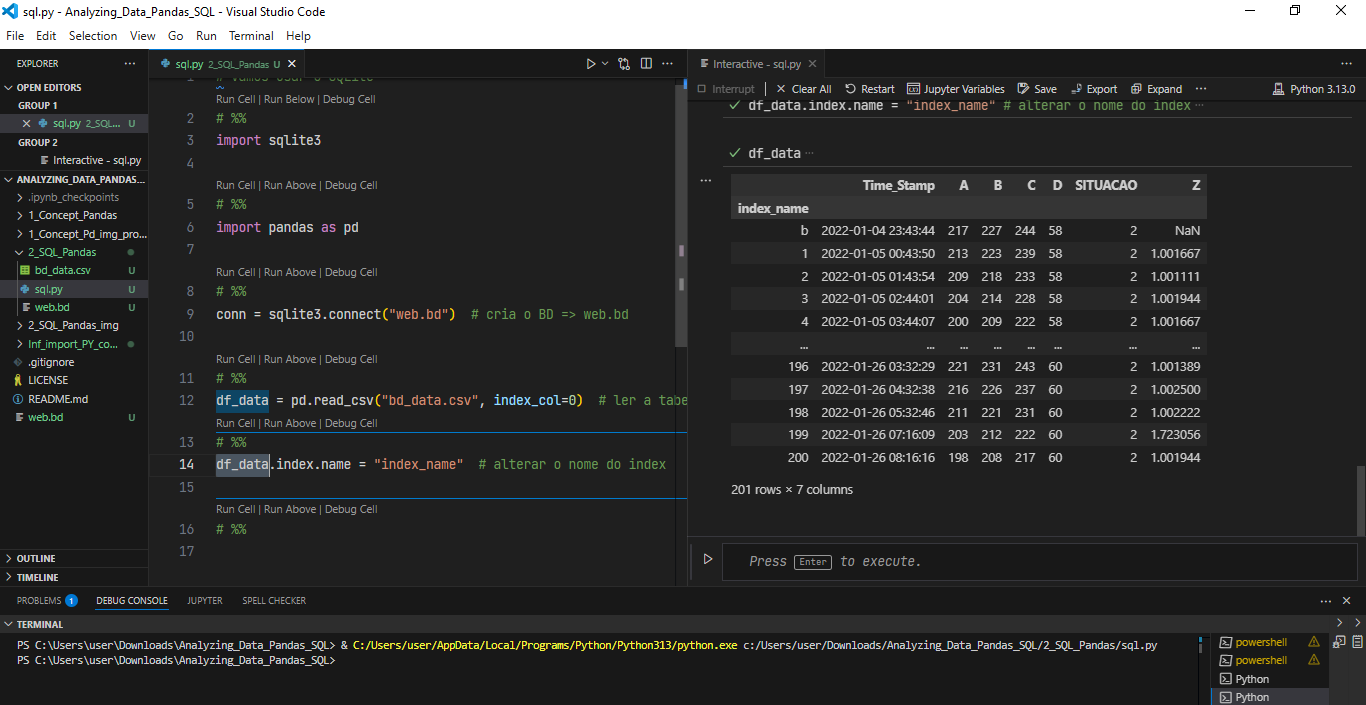 sql.py - Analyzing_Data_Pandas_SQL - Visual Studio Code
File Edit Selection View Go Run Terminal Help
EXPLORER
OPEN EDITORS
GROUP 1
sql.py 2_SQL... U
GROUP 2
Interactive - sql.py
ANALYZING_DATA_PANDAS...
.ipynb_checkpoints
1_Concept_Pandas
1_Concept_Pd_img_pro...
2_SQL_Pandas
bd_data.csv U
sql.py U
web.bd U
2_SQL_Pandas_img
Inf_import_PY_co...
.gitignore
LICENSE
README.md
web.bd U
OUTLINE
TIMELINE
sql.py 2_SQL_Pandas U
1 # Vamos usar o SQLite
Run Cell | Run Below | Debug Cell
2 # %%
3 import sqlite3
4
Run Cell | Run Above | Debug Cell
5 # %%
6 import pandas as pd
7
Run Cell | Run Above | Debug Cell
8 # %%
9 conn = sqlite3.connect("web.bd") # cria o BD => web.bd
10
Run Cell | Run Above | Debug Cell
11 # %%
12 df_data = pd.read_csv("bd_data.csv", index_col=0) # ler a tabe
Run Cell | Run Above | Debug Cell
13 # %%
14 df_data.index.name = "index_name" # alterar o nome do index
15
Run Cell | Run Above | Debug Cell
16 # %%
17
Interactive - sql.py
Interrupt | Clear All Restart Jupyter Variables Save Export Expand ... Python 3.13.0
df_data.index.name = "index_name" # alterar o nome do index ...
df_data ...
Time_Stamp A B C D SITUACAO Z
index_name
b 2022-01-04 23:43:44 217 227 244 58 2 NaN
1 2022-01-05 00:43:50 213 223 239 58 2 1.001667
2 2022-01-05 01:43:54 209 218 233 58 2 1.001111
3 2022-01-05 02:44:01 204 214 228 58 2 1.001944
4 2022-01-05 03:44:07 200 209 222 58 2 1.001667
... ... ... ... ... ... ... ...
196 2022-01-26 03:32:29 221 231 243 60 2 1.001389
197 2022-01-26 04:32:38 216 226 237 60 2 1.002500
198 2022-01-26 05:32:46 211 221 231 60 2 1.002222
199 2022-01-26 07:16:09 203 212 222 60 2 1.723056
200 2022-01-26 08:16:16 198 208 217 60 2 1.001944
201 rows × 7 columns
Press Enter to execute.
PROBLEMS 1 DEBUG CONSOLE JUPYTER SPELL CHECKER
TERMINAL
PS C:\Users\user\Downloads\Analyzing_Data_Pandas_SQL> & C:/Users/user/AppData/Local/Programs/Python/Python313/python.exe c:/Users/user/Downloads/Analyzing_Data_Pandas_SQL/2_SQL_Pandas/sql.py
PS C:\Users\user\Downloads\Analyzing_Data_Pandas_SQL>
powershell
powershell
Python
Python